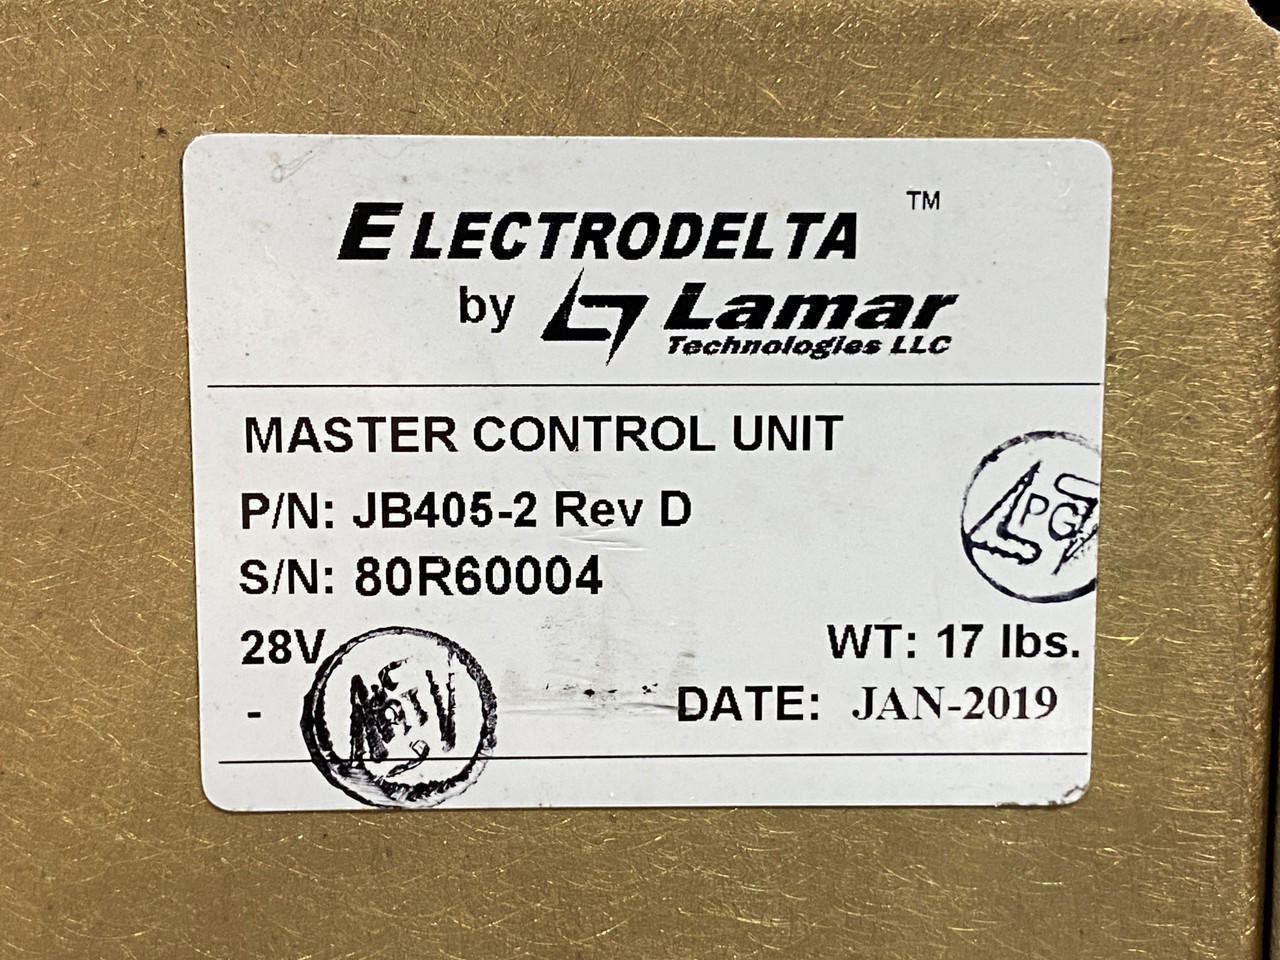 ELECTRODELTA ™
by Lamar
Technologies LLC
MASTER CONTROL UNIT
P/N: JB405-2 Rev D
S/N: 80R60004
28V
WT: 17 lbs.
-
DATE: JAN-2019